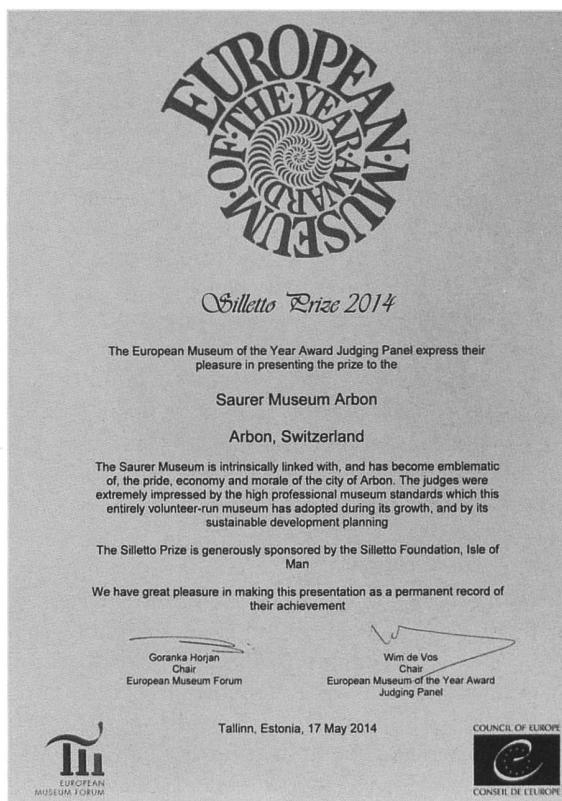 EUROPEAN·MUSEUM·OF·THE·YEAR·AWARD
Silletto Prize 2014
The European Museum of the Year Award Judging Panel express their
pleasure in presenting the prize to the
Saurer Museum Arbon
Arbon, Switzerland
The Saurer Museum is intrinsically linked with, and has become emblematic
of, the pride, economy and morale of the city of Arbon. The judges were
extremely impressed by the high professional museum standards which this
entirely volunteer-run museum has adopted during its growth, and by its
sustainable development planning
The Silletto Prize is generously sponsored by the Silletto Foundation, Isle of
Man
We have great pleasure in making this presentation as a permanent record of
their achievement
Goranka Horjan
Chair
European Museum Forum
Wim de Vos
Chair
European Museum of the Year Award
Judging Panel
Tallinn, Estonia, 17 May 2014
EUROPEAN
MUSEUM FORUM
COUNCIL OF EUROPE
CONSEIL DE L'EUROPE